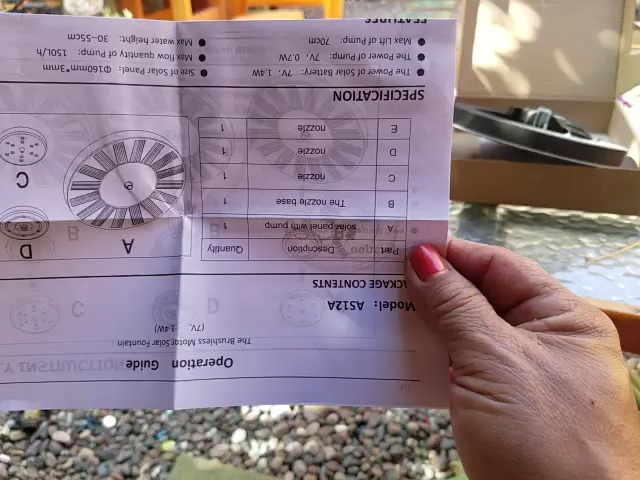 Operation Guide
The Brushless Motor Solar Fountain
(7V, 1.4W)
Model: AS12A
PACKAGE CONTENTS
Part Description Quantity
A solar panel with pump 1
B The nozzle base 1
C nozzle 1
D nozzle 1
E nozzle 1
A
D
C
SPECIFICATION
The Power of Solar Battery: 7V, 1.4W
The Power of Pump: 7V, 0.7W
Max Lift of Pump: 70cm
Size of Solar Panel: Φ160mm*3mm
Max flow quantity of Pump: 150L/h
Max water height: 30--55cm
FEATURES